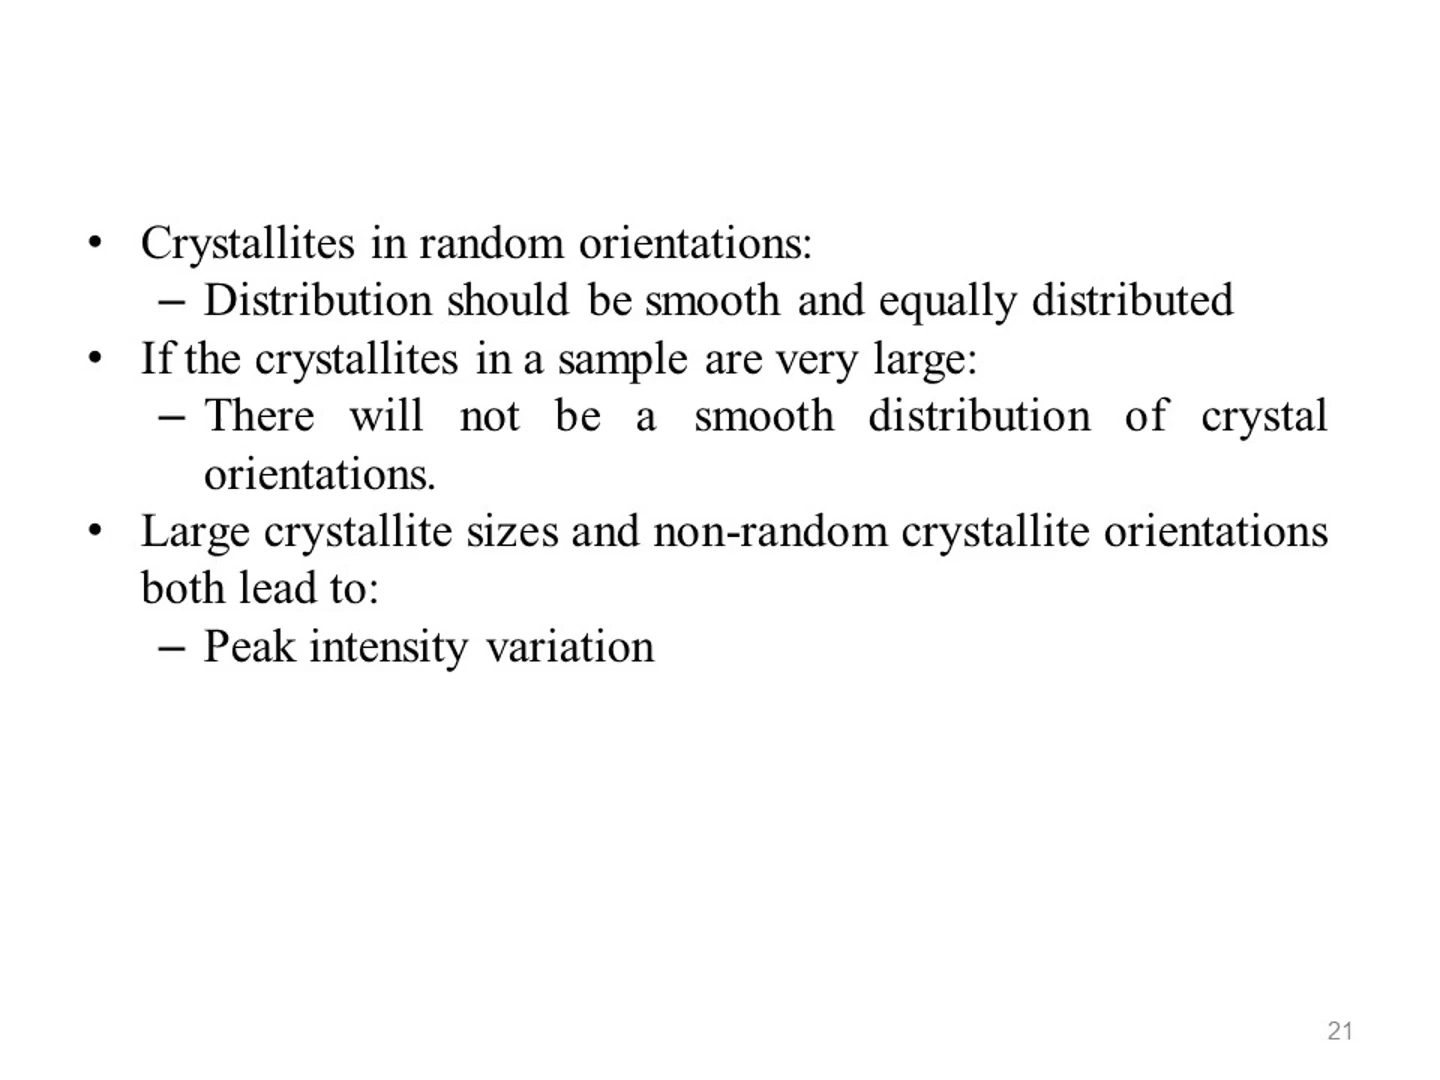 • Crystallites in random orientations:
– Distribution should be smooth and equally distributed
• If the crystallites in a sample are very large:
– There will not be a smooth distribution of crystal
orientations.
• Large crystallite sizes and non-random crystallite orientations
both lead to:
– Peak intensity variation
21